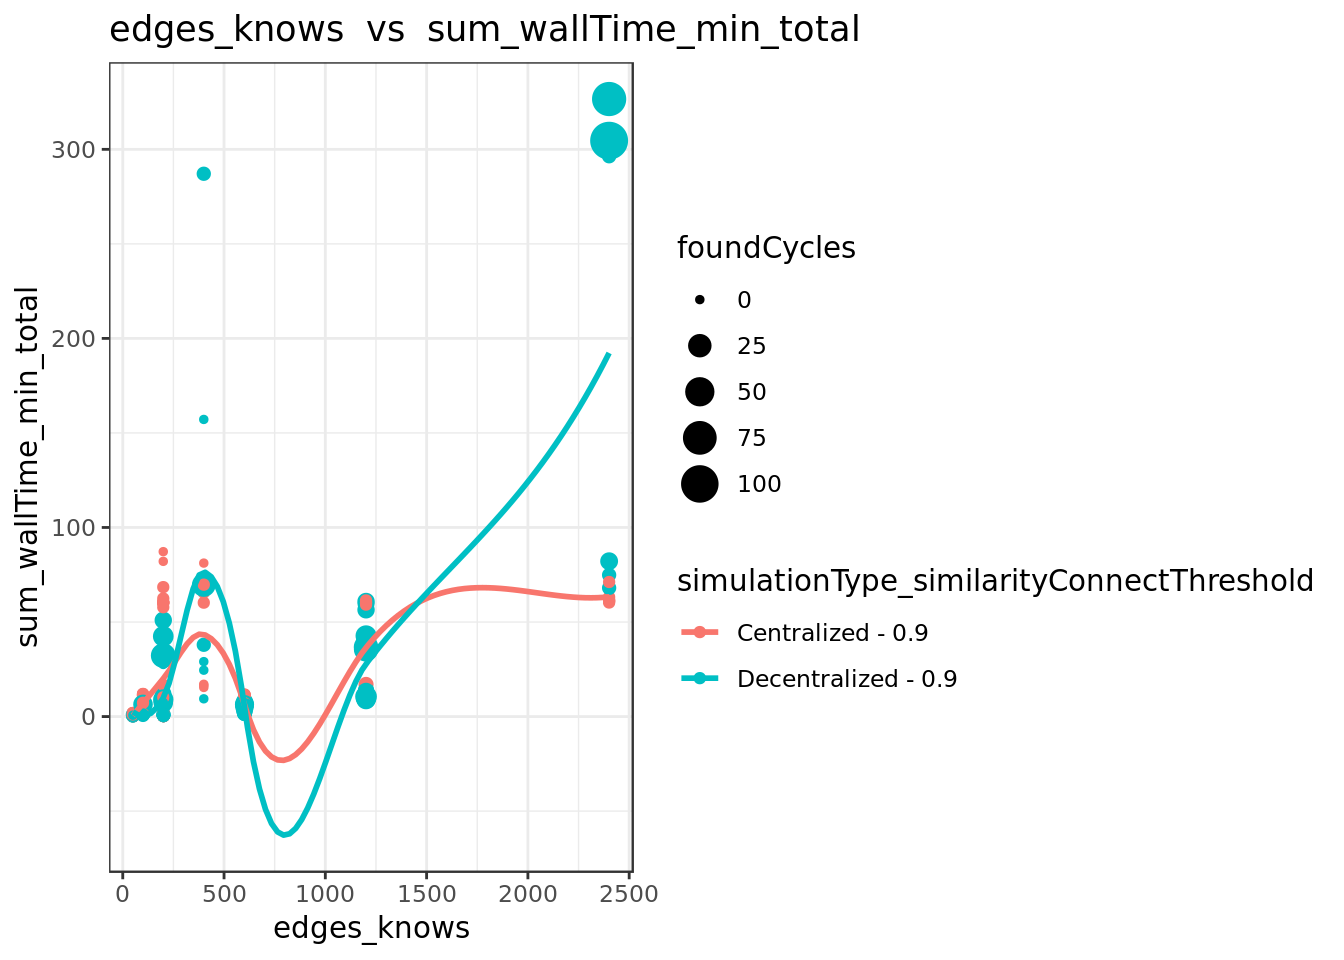 edges_knows vs sum_wallTime_min_total
sum_wallTime_min_total
300
200
100
0
0 500 1000 1500 2000 2500
edges_knows
foundCycles
0
25
50
75
100
simulationType_similarityConnectThreshold
Centralized - 0.9
Decentralized - 0.9